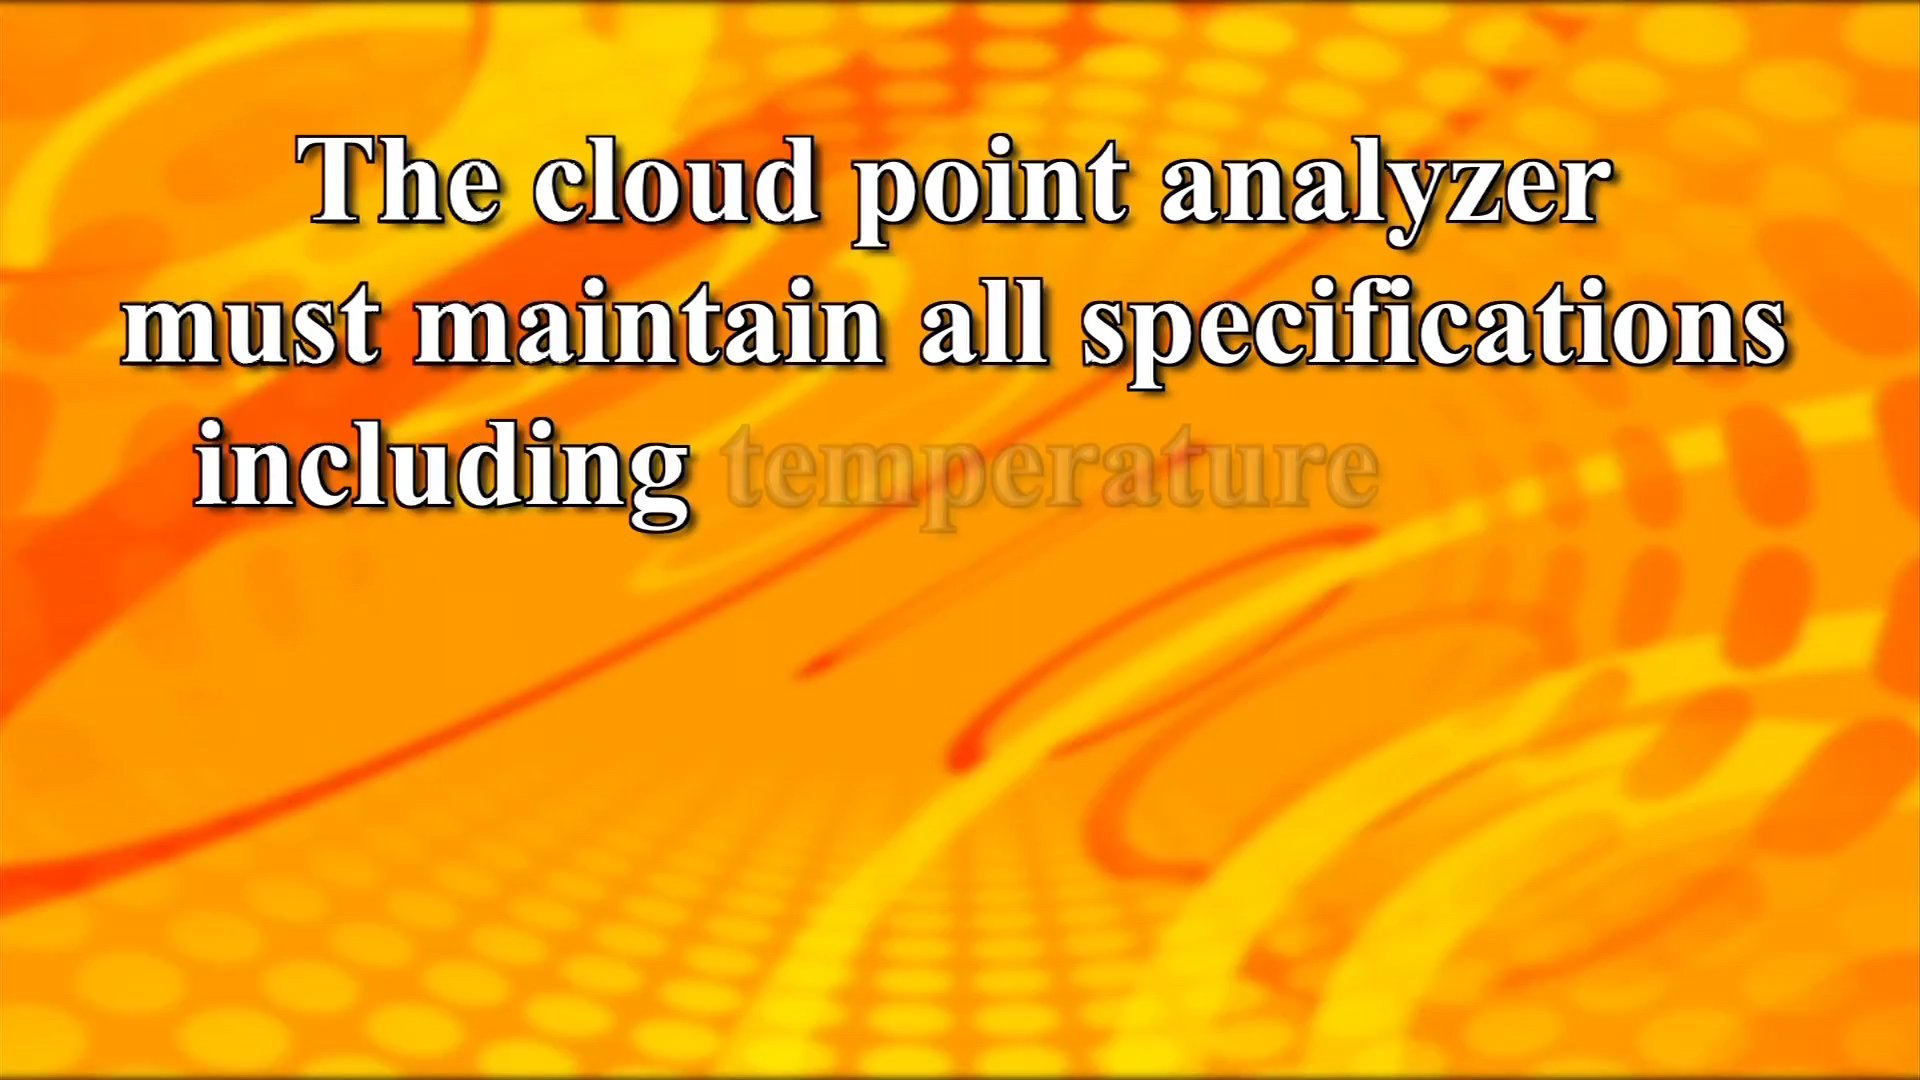 The cloud point analyzer
must maintain all specifications
including temperature